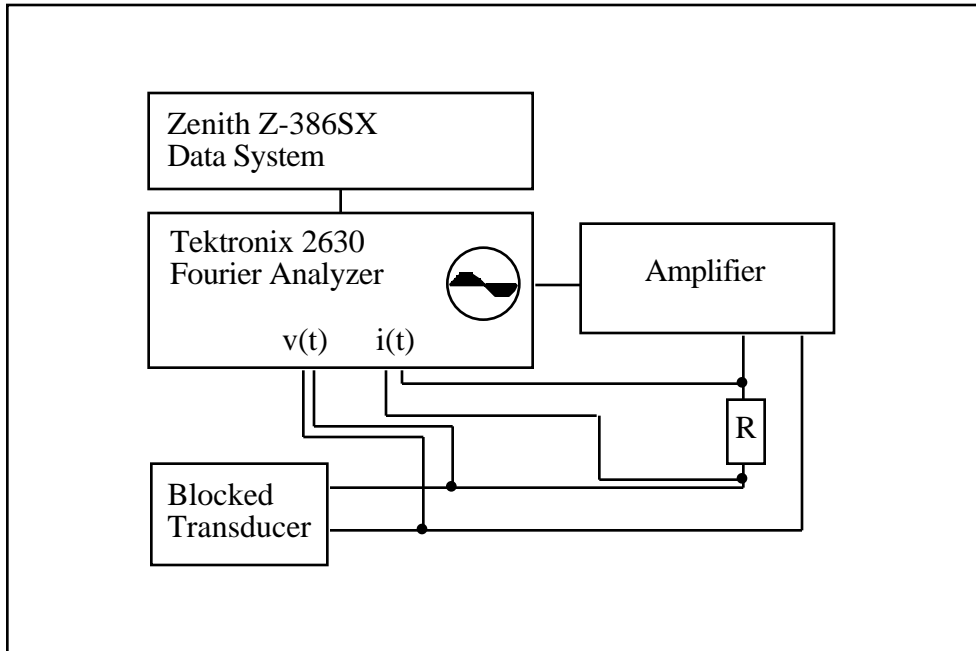 Zenith Z-386SX
Data System
Tektronix 2630
Fourier Analyzer
v(t) i(t)
Amplifier
R
Blocked
Transducer